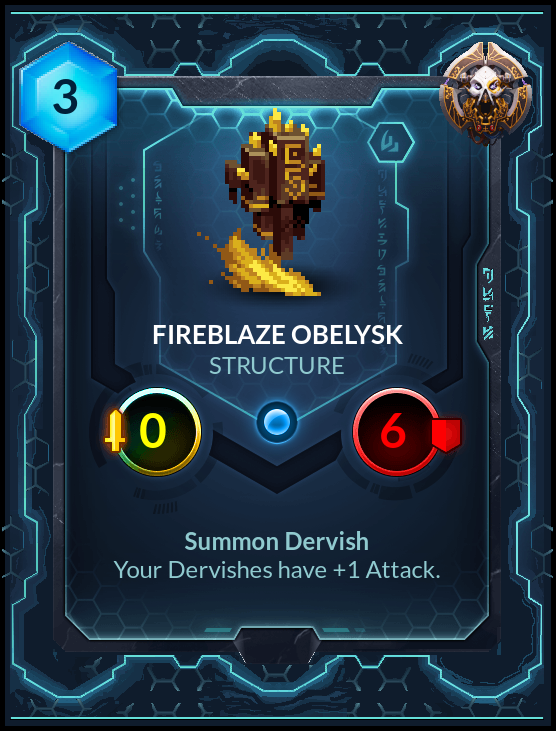 3
FIREBLAZE OBELYSK
STRUCTURE
0
6
Summon Dervish
Your Dervishes have +1 Attack.